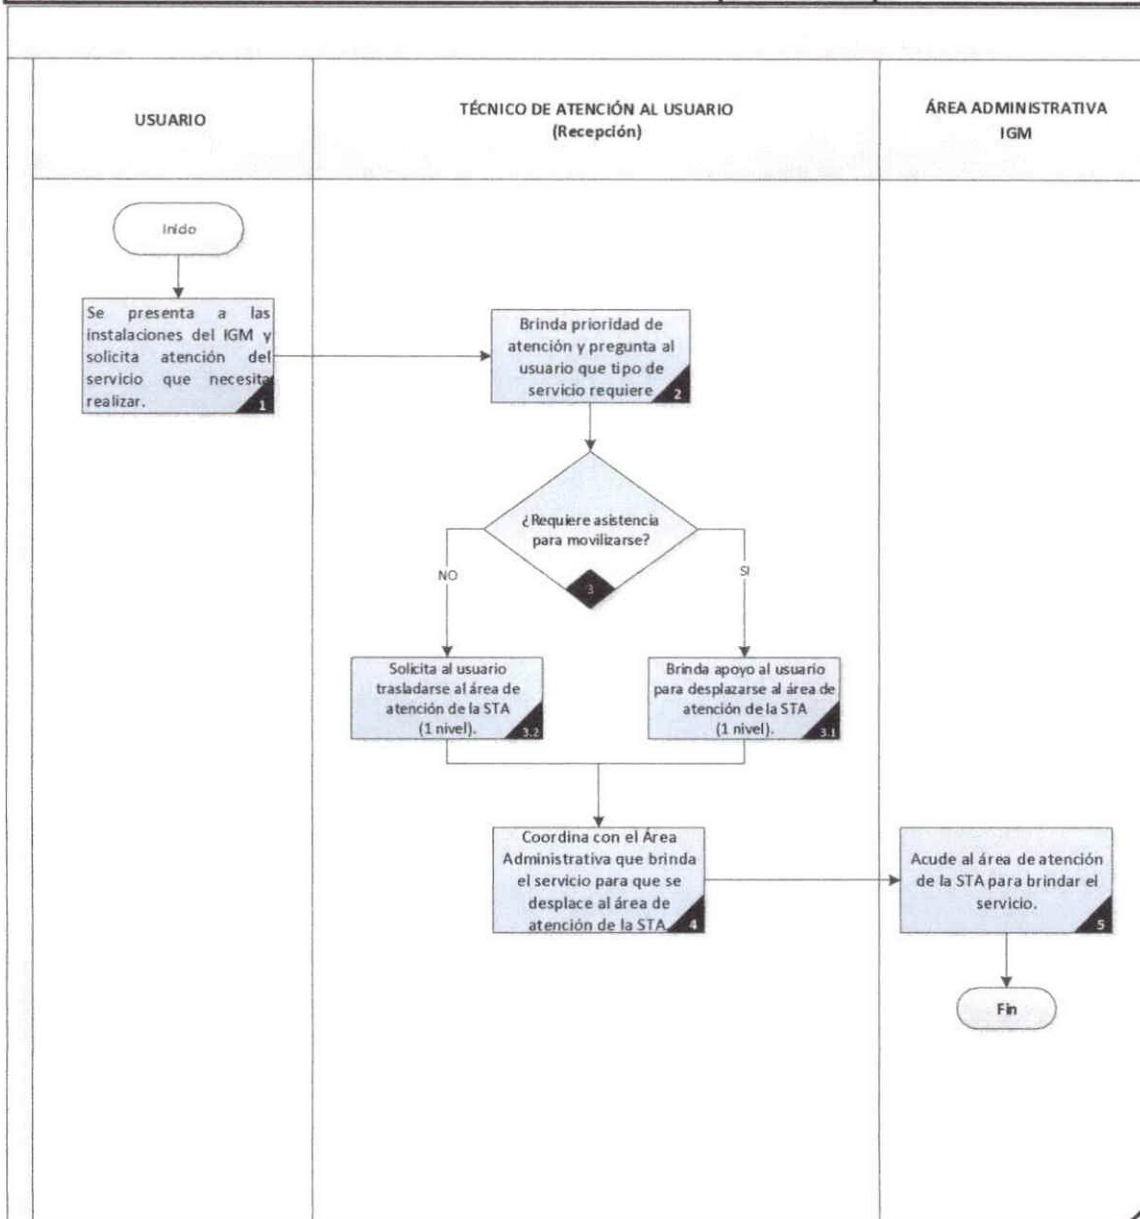 USUARIO
TÉCNICO DE ATENCIÓN AL USUARIO
(Recepción)
ÁREA ADMINISTRATIVA
IGM
Inicio
Se presenta a las
instalaciones del IGM y
solicita atención del
servicio que necesita
realizar.
1
Brinda prioridad de
atención y pregunta al
usuario que tipo de
servicio requiere
2
¿Requiere asistencia
para movilizarse?
3
NO
SI
Solicita al usuario
trasladarse al área de
atención de la STA
(1 nivel).
3.2
Brinda apoyo al usuario
para desplazarse al área de
atención de la STA
(1 nivel).
3.1
Coordina con el Área
Administrativa que brinda
el servicio para que se
desplace al área de
atención de la STA.
4
Acude al área de atención
de la STA para brindar el
servicio.
5
Fin